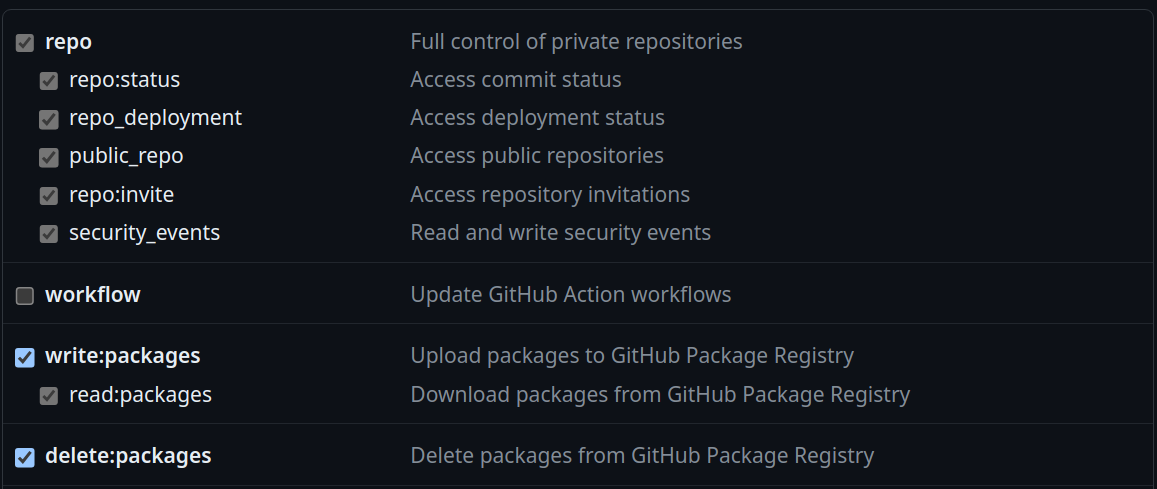 repo Full control of private repositories
repo:status Access commit status
repo_deployment Access deployment status
public_repo Access public repositories
repo:invite Access repository invitations
security_events Read and write security events
workflow Update GitHub Action workflows
write:packages Upload packages to GitHub Package Registry
read:packages Download packages from GitHub Package Registry
delete:packages Delete packages from GitHub Package Registry